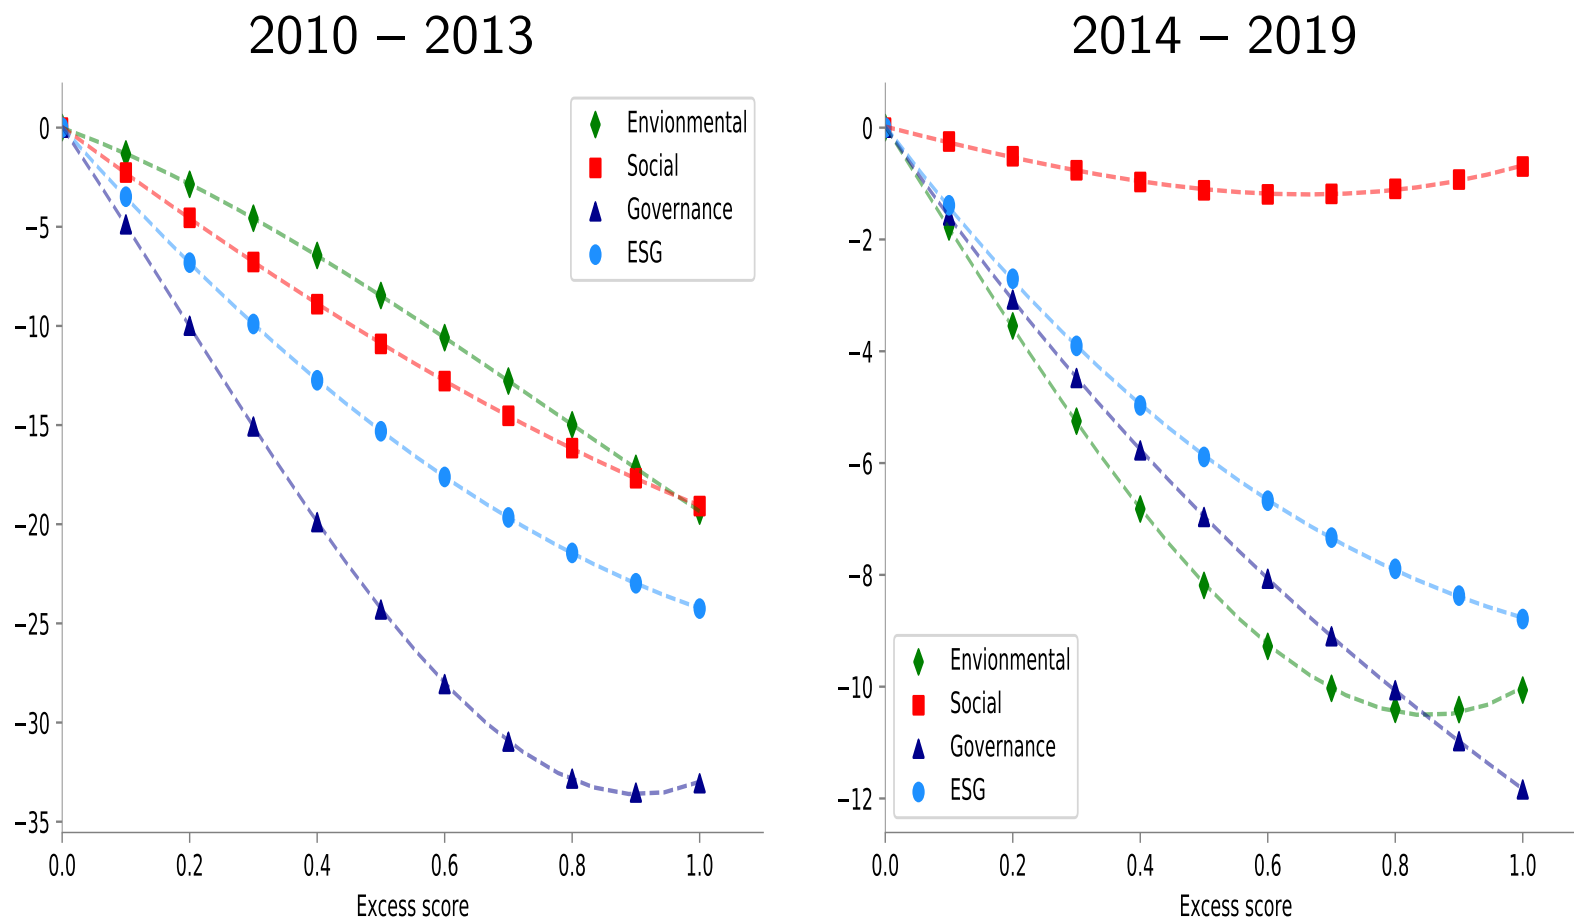 2010 – 2013
0
−5
−10
−15
−20
−25
−30
−35
0.0 0.2 0.4 0.6 0.8 1.0
Excess score
Envionmental
Social
Governance
ESG
2014 – 2019
0
−2
−4
−6
−8
−10
−12
0.0 0.2 0.4 0.6 0.8 1.0
Excess score
Envionmental
Social
Governance
ESG